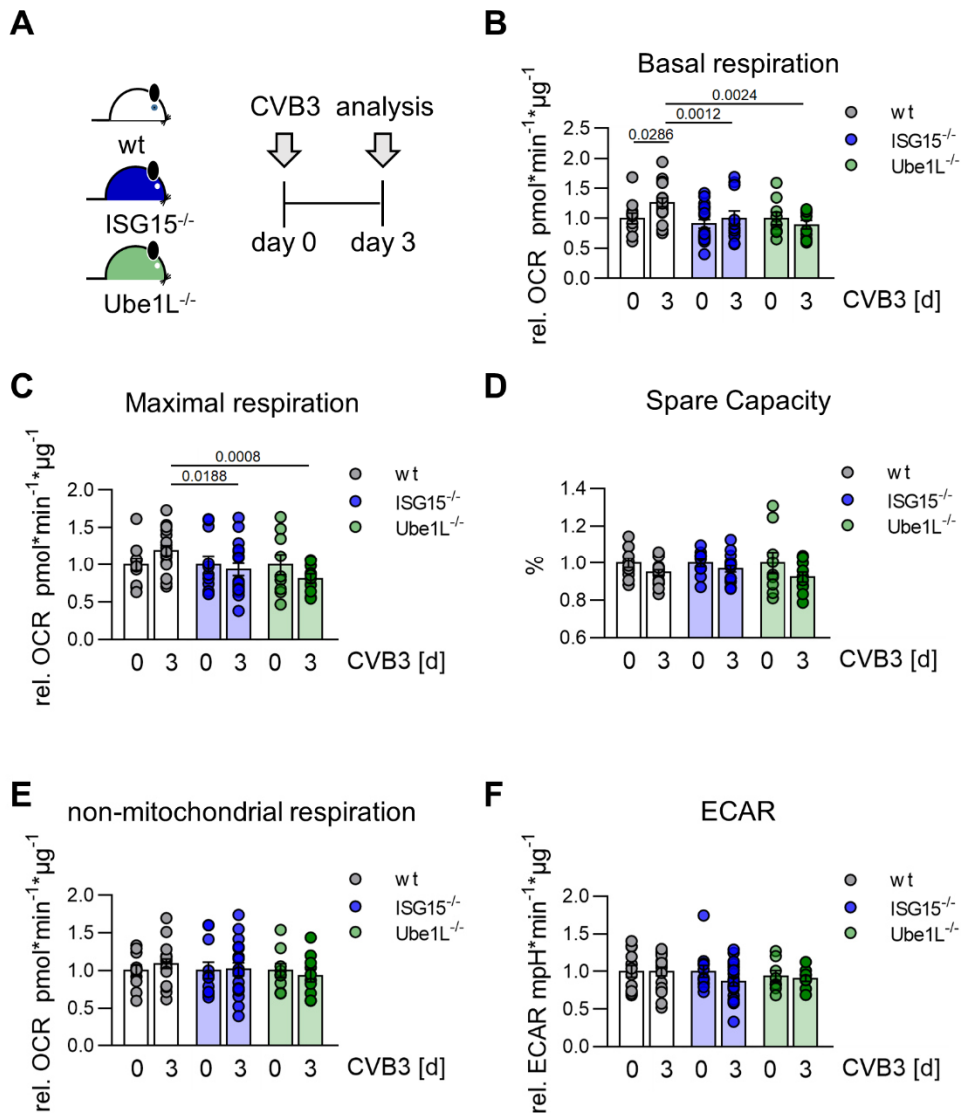 A
wt
ISG15-/-
Ube1L-/-
CVB3 analysis
day 0 day 3
B
Basal respiration
rel. OCR pmol*min-1*µg-1
2.5
2.0
1.5
1.0
0.5
0.0
0.0024
0.0012
0.0286
wt
ISG15-/-
Ube1L-/-
0 3 0 3 0 3 CVB3 [d]
C
Maximal respiration
rel. OCR pmol*min-1*µg-1
2.0
1.5
1.0
0.5
0.0
0.0008
0.0188
wt
ISG15-/-
Ube1L-/-
0 3 0 3 0 3 CVB3 [d]
D
Spare Capacity
%
1.4
1.2
1.0
0.8
0.6
wt
ISG15-/-
Ube1L-/-
0 3 0 3 0 3 CVB3 [d]
E
non-mitochondrial respiration
rel. OCR pmol*min-1*µg-1
2.0
1.5
1.0
0.5
0.0
wt
ISG15-/-
Ube1L-/-
0 3 0 3 0 3 CVB3 [d]
F
ECAR
rel. ECAR mpH*min-1*µg-1
2.0
1.5
1.0
0.5
0.0
wt
ISG15-/-
Ube1L-/-
0 3 0 3 0 3 CVB3 [d]